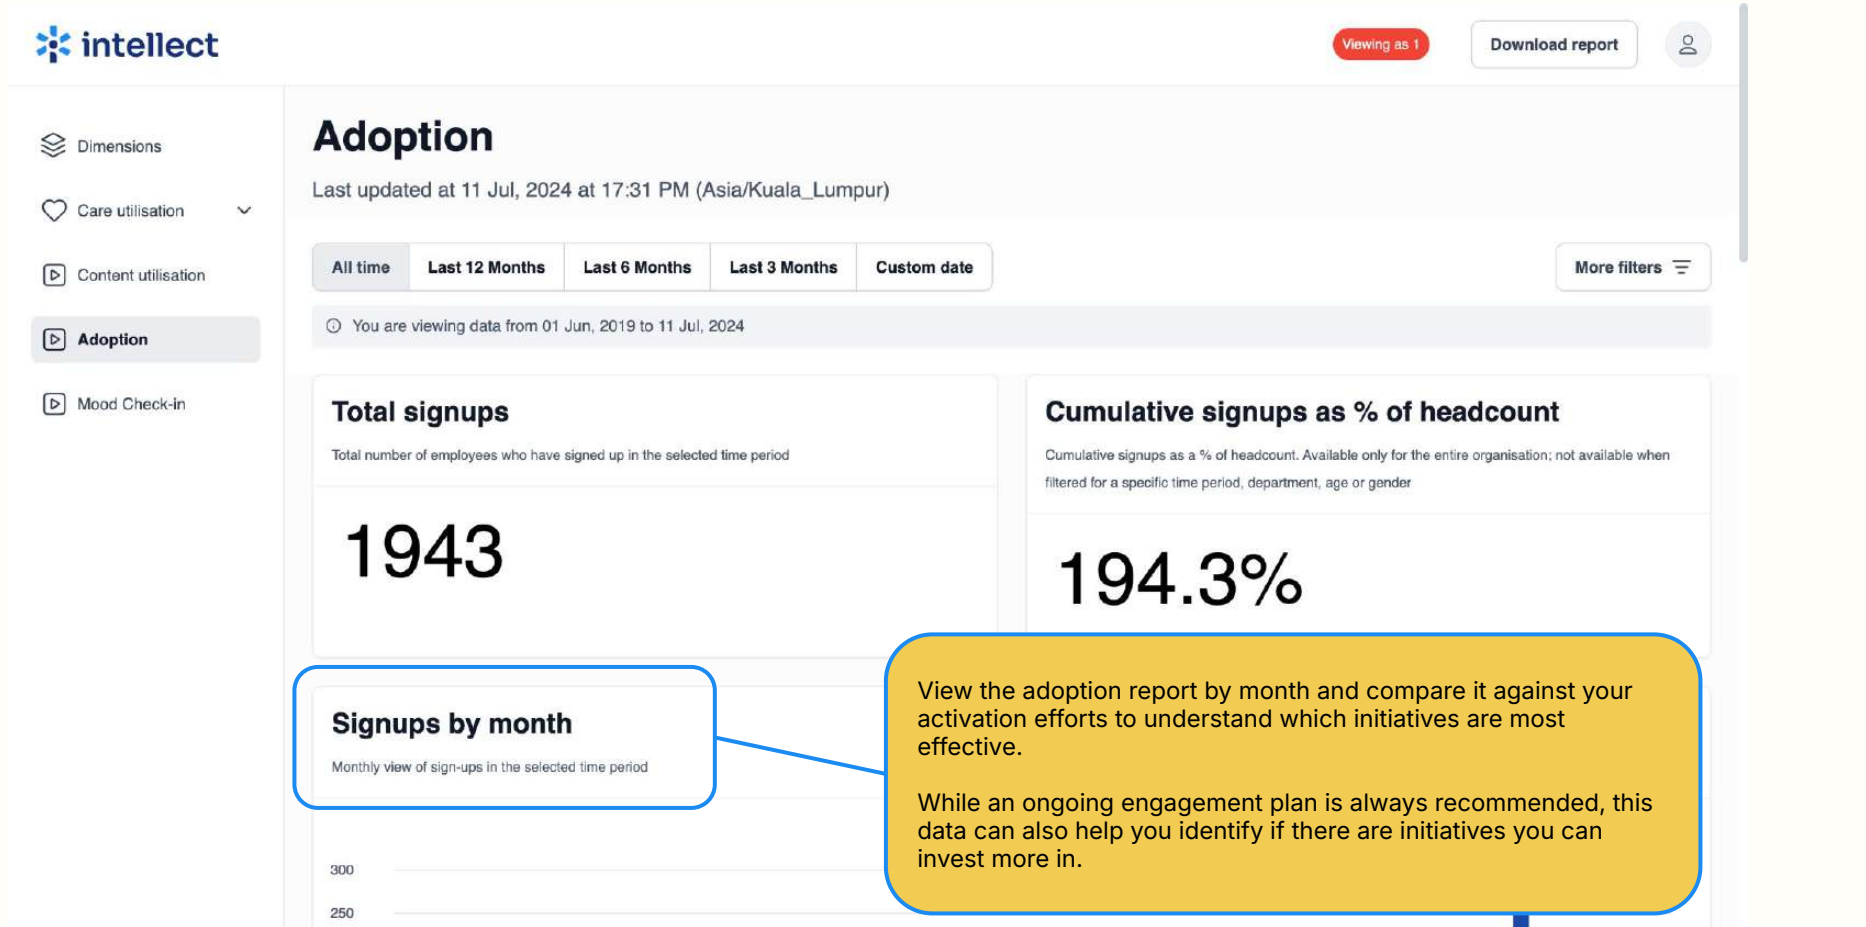 intellect
Viewing as 1
Download report
Dimensions
Care utilisation
Content utilisation
Adoption
Mood Check-in
Adoption
Last updated at 11 Jul, 2024 at 17:31 PM (Asia/Kuala_Lumpur)
All time
Last 12 Months
Last 6 Months
Last 3 Months
Custom date
More filters
You are viewing data from 01 Jun, 2019 to 11 Jul, 2024
Total signups
Total number of employees who have signed up in the selected time period
1943
Cumulative signups as % of headcount
Cumulative signups as a % of headcount. Available only for the entire organisation; not available when
filtered for a specific time period, department, age or gender
194.3%
Signups by month
Monthly view of sign-ups in the selected time period
View the adoption report by month and compare it against your
activation efforts to understand which initiatives are most
effective.
While an ongoing engagement plan is always recommended, this
data can also help you identify if there are initiatives you can
invest more in.
300
250